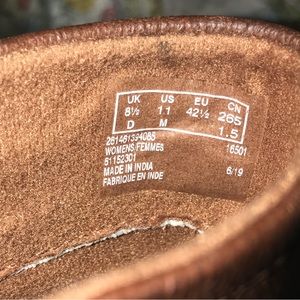 UK US EU CN
8½ 11 42½ 265
D M 1.5
261461394085
WOMENS/FEMMES 16501
61152301
MADE IN INDIA 6/19
FABRIQUE EN INDE